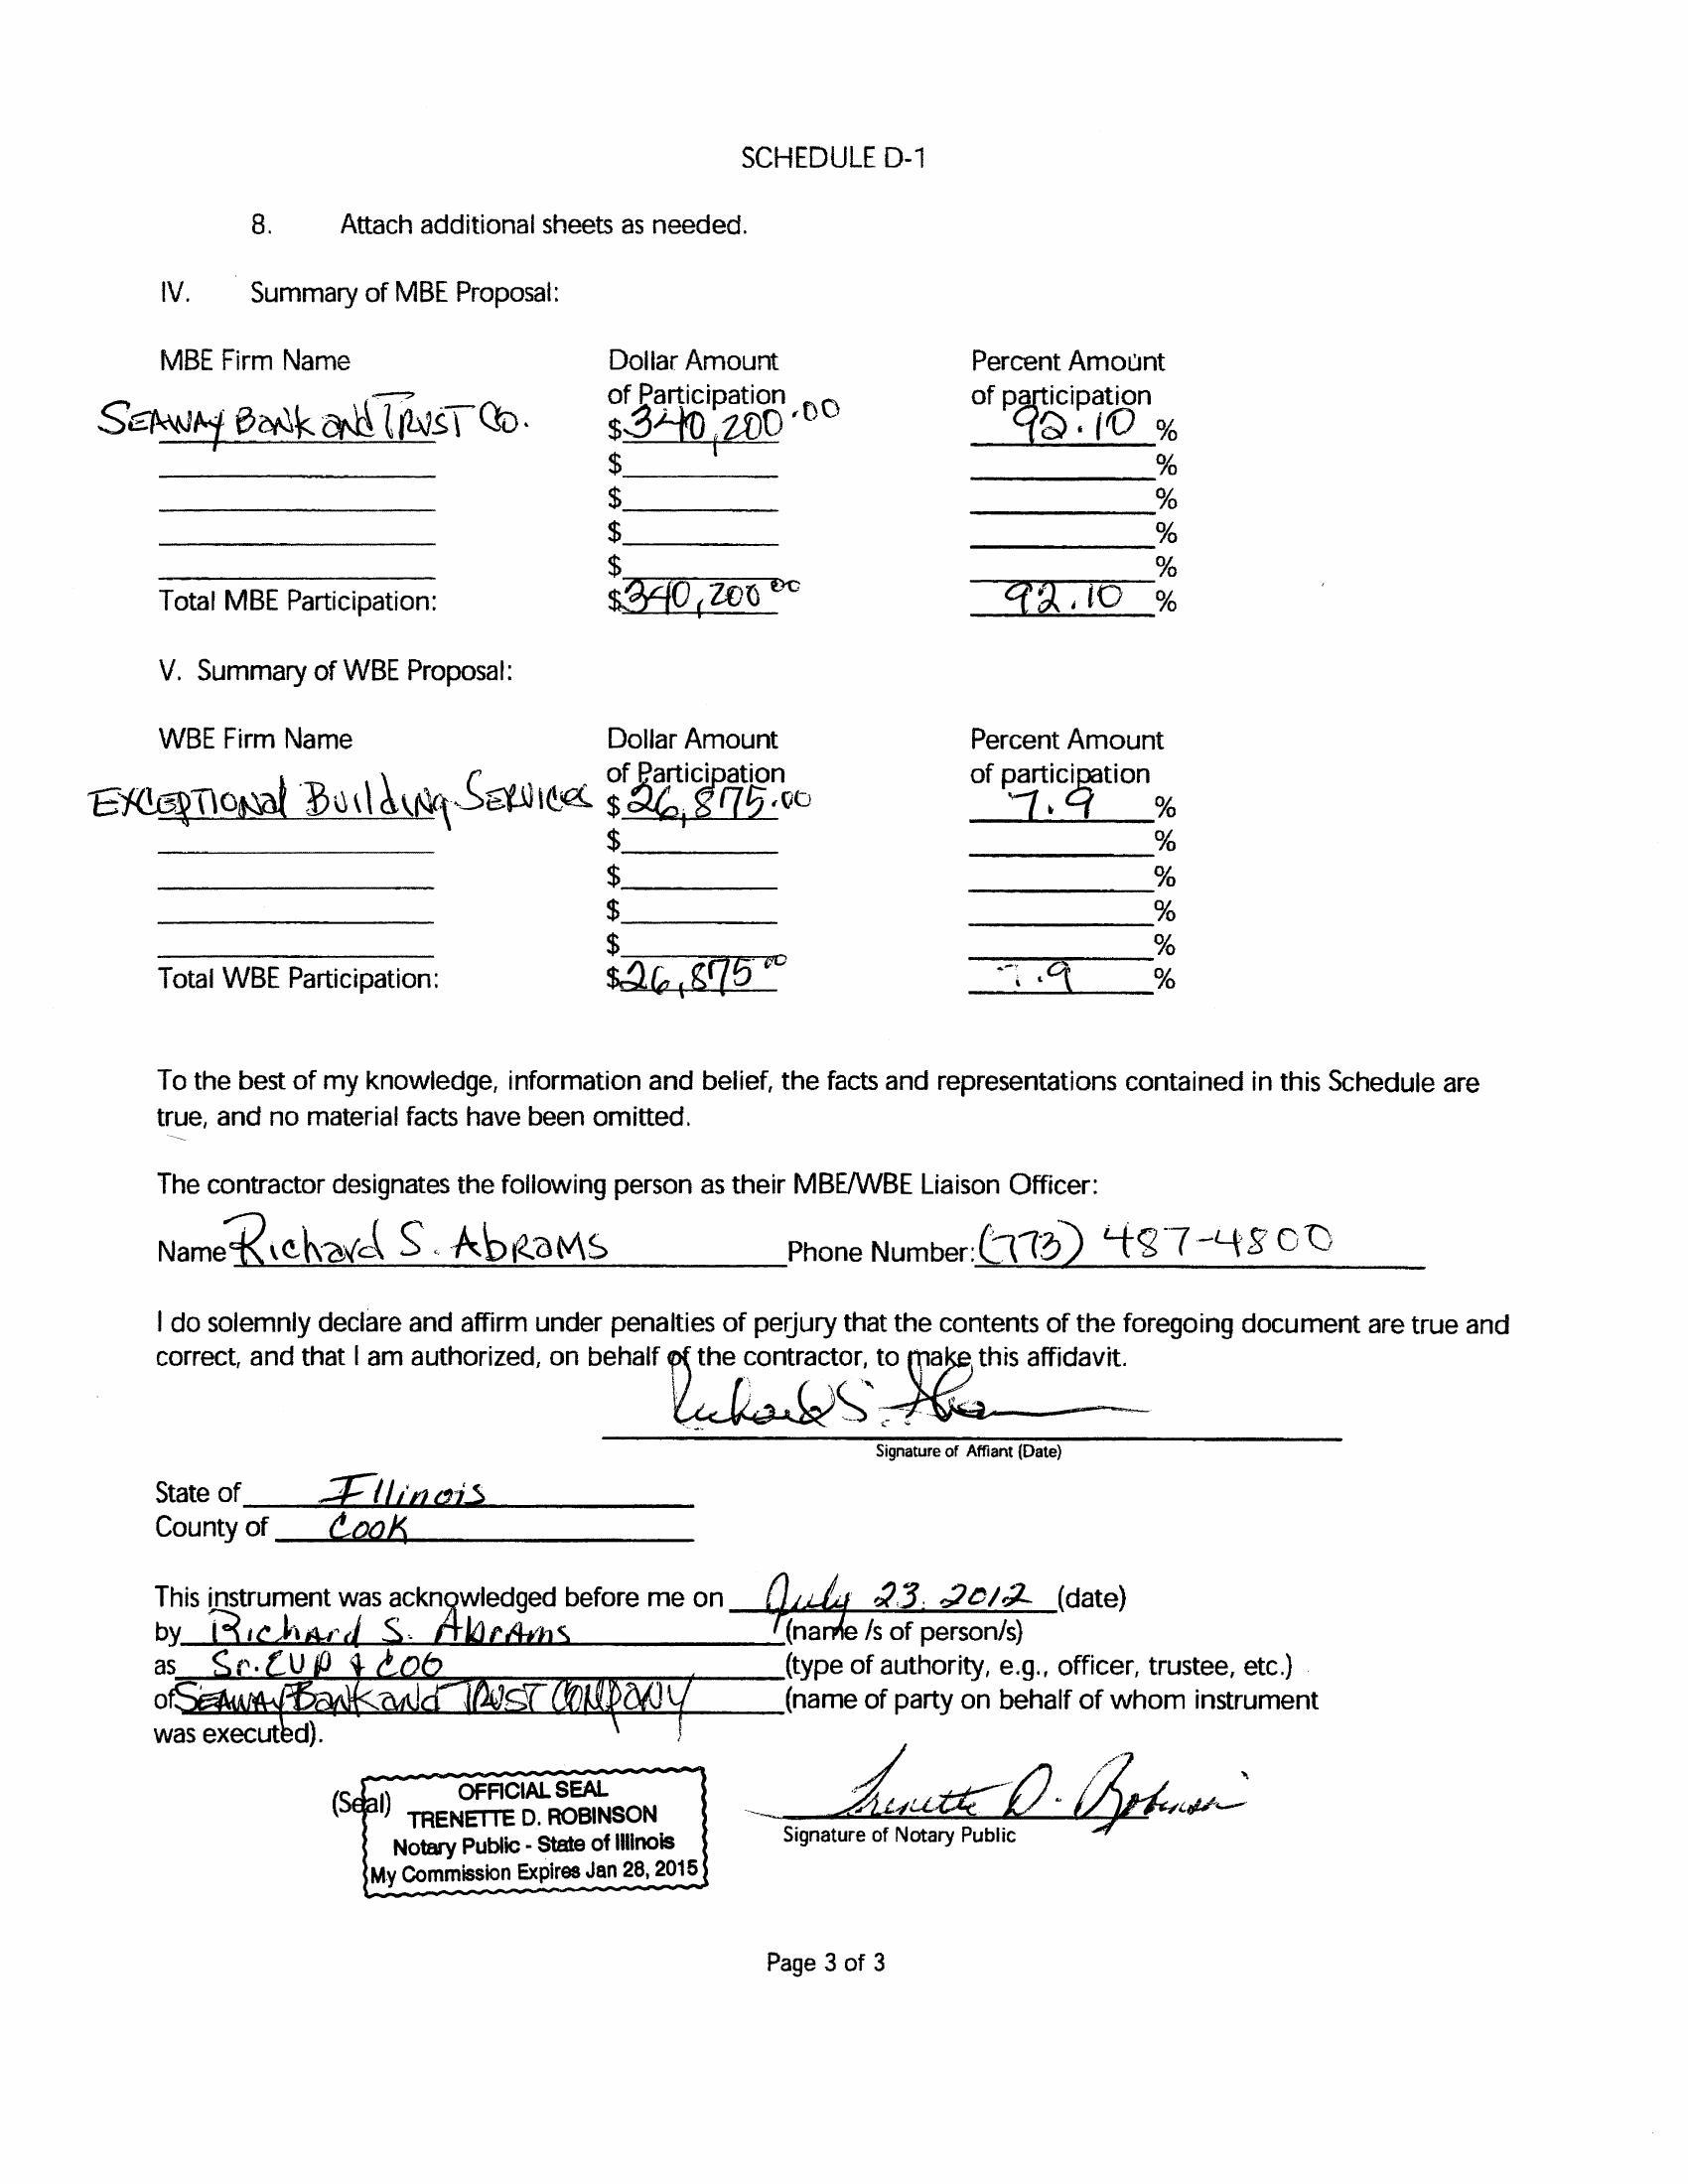 SCHEDULE D-1
8. Attach additional sheets as needed.
IV. Summary of MBE Proposal:
MBE Firm Name Dollar Amount of Participation Percent Amount of participation
SEAWAY Bank and TRUST Co. $340,200.00 92.10 %
$ %
$ %
$ %
$ %
Total MBE Participation: $340,200 00 92.10 %
V. Summary of WBE Proposal:
WBE Firm Name Dollar Amount of Participation Percent Amount of participation
EXCEPTIONAL Building SERVICES $26,875.00 7.9 %
$ %
$ %
$ %
$ %
Total WBE Participation: $26,875 00 7.9 %
To the best of my knowledge, information and belief, the facts and representations contained in this Schedule are
true, and no material facts have been omitted.
The contractor designates the following person as their MBE/WBE Liaison Officer:
Name Richard S. AbRaMS Phone Number: (773) 487-4800
I do solemnly declare and affirm under penalties of perjury that the contents of the foregoing document are true and
correct, and that I am authorized, on behalf of the contractor, to make this affidavit.
Richard S. Abrams
Signature of Affiant (Date)
State of Illinois
County of Cook
This instrument was acknowledged before me on July 23, 2012 (date)
by Richard S. Abrams (name /s of person/s)
as Sr. EVP & COO (type of authority, e.g., officer, trustee, etc.)
of SEAWAY Bank and TRUST COMPANY (name of party on behalf of whom instrument
was executed).
(Seal) OFFICIAL SEAL
TRENETTE D. ROBINSON
Notary Public - State of Illinois
My Commission Expires Jan 28, 2015
Trenette D. Robinson
Signature of Notary Public
Page 3 of 3